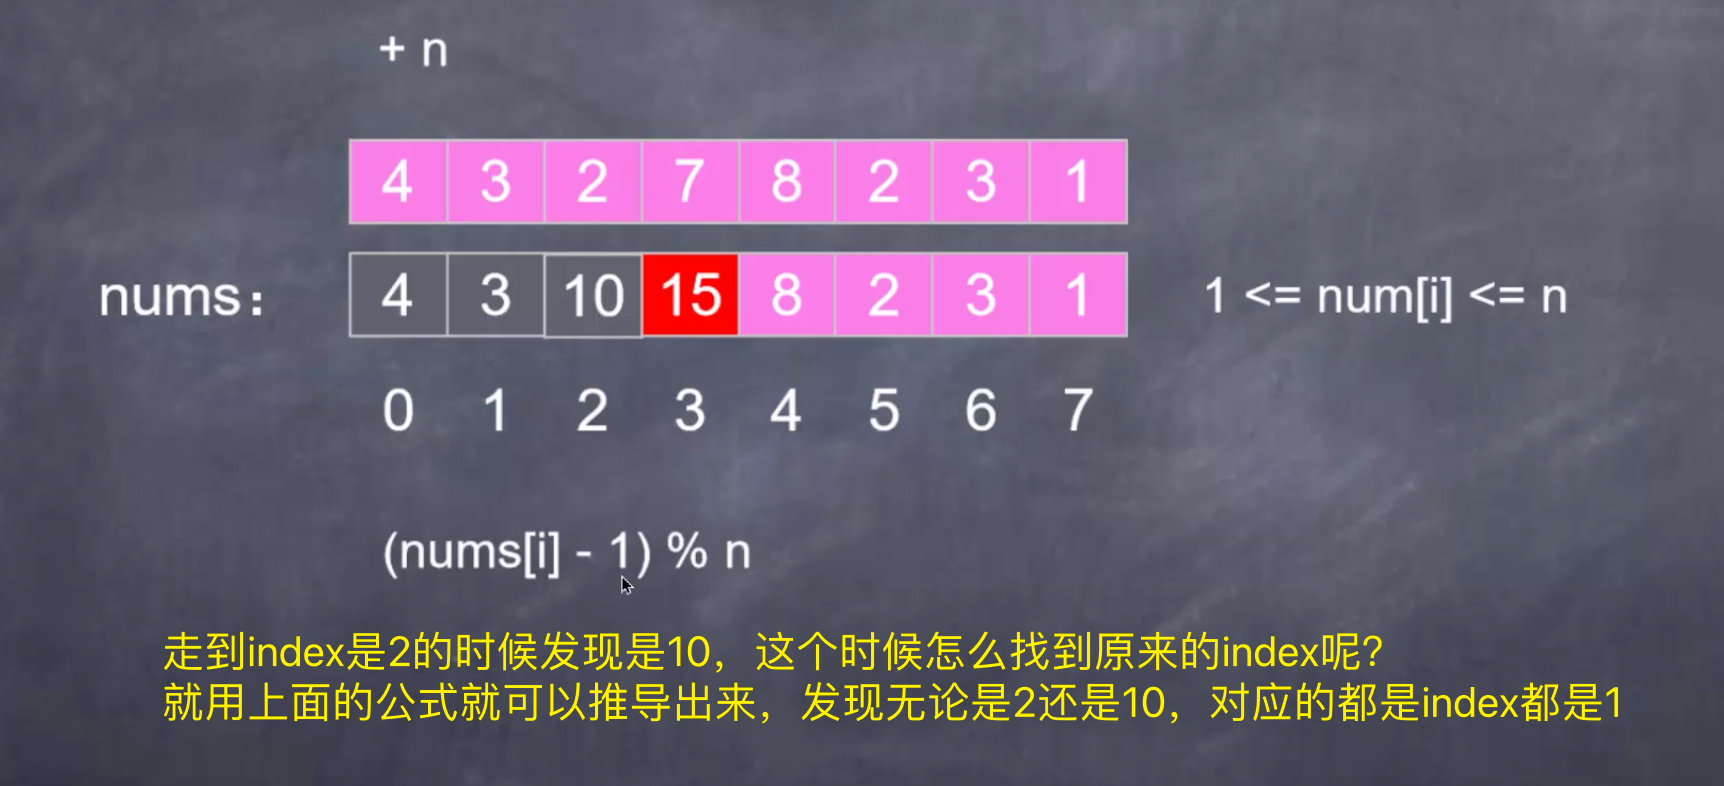 + n
4 3 2 7 8 2 3 1
nums： 4 3 10 15 8 2 3 1 1 <= num[i] <= n
0 1 2 3 4 5 6 7
(nums[i] - 1) % n
走到index是2的时候发现是10，这个时候怎么找到原来的index呢？
就用上面的公式就可以推导出来，发现无论是2还是10，对应的都是index都是1